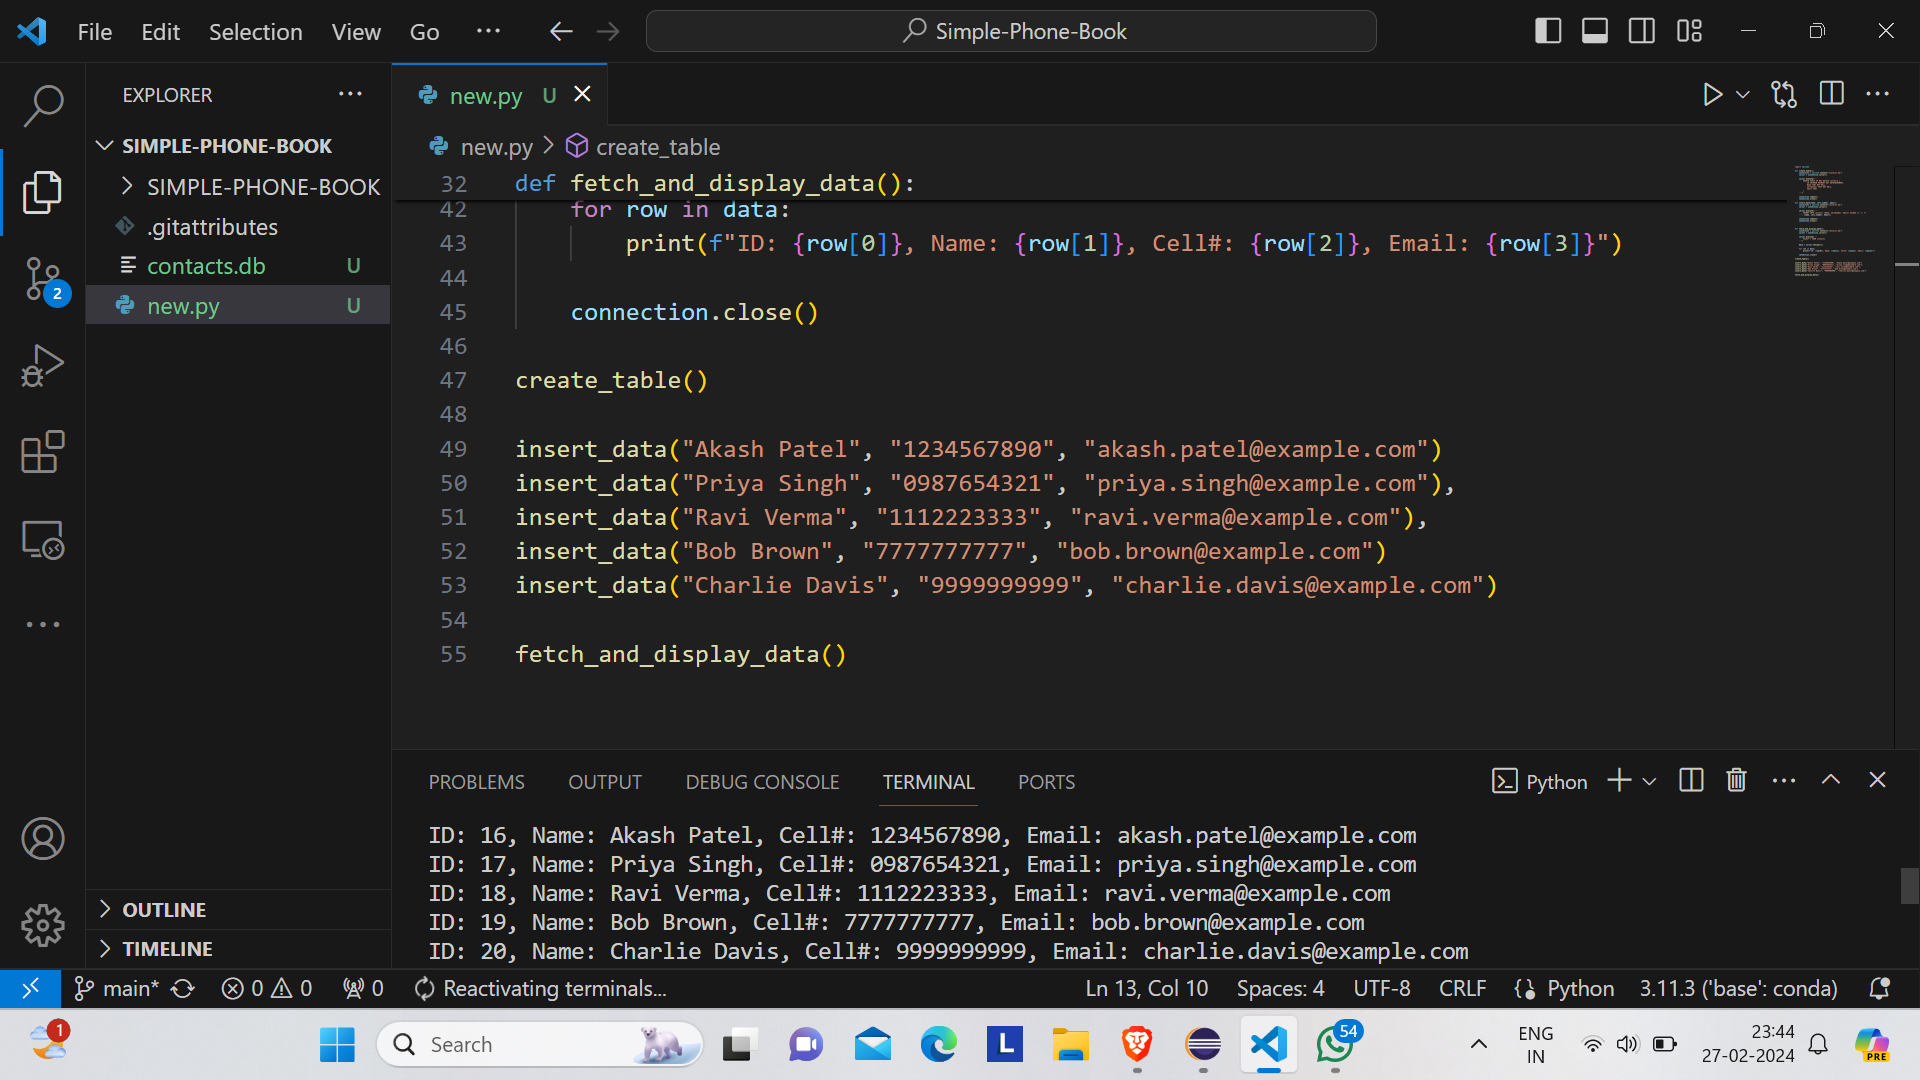 File Edit Selection View Go ··· Simple-Phone-Book
EXPLORER ···
SIMPLE-PHONE-BOOK
SIMPLE-PHONE-BOOK
.gitattributes
contacts.db U
new.py U
2
OUTLINE
TIMELINE
new.py U
new.py > create_table
32 def fetch_and_display_data():
42 for row in data:
43 print(f"ID: {row[0]}, Name: {row[1]}, Cell#: {row[2]}, Email: {row[3]}")
44
45 connection.close()
46
47 create_table()
48
49 insert_data("Akash Patel", "1234567890", "akash.patel@example.com")
50 insert_data("Priya Singh", "0987654321", "priya.singh@example.com"),
51 insert_data("Ravi Verma", "1112223333", "ravi.verma@example.com"),
52 insert_data("Bob Brown", "7777777777", "bob.brown@example.com")
53 insert_data("Charlie Davis", "9999999999", "charlie.davis@example.com")
54
55 fetch_and_display_data()
PROBLEMS OUTPUT DEBUG CONSOLE TERMINAL PORTS Python
ID: 16, Name: Akash Patel, Cell#: 1234567890, Email: akash.patel@example.com
ID: 17, Name: Priya Singh, Cell#: 0987654321, Email: priya.singh@example.com
ID: 18, Name: Ravi Verma, Cell#: 1112223333, Email: ravi.verma@example.com
ID: 19, Name: Bob Brown, Cell#: 7777777777, Email: bob.brown@example.com
ID: 20, Name: Charlie Davis, Cell#: 9999999999, Email: charlie.davis@example.com
main* 0 0 0 Reactivating terminals... Ln 13, Col 10 Spaces: 4 UTF-8 CRLF Python 3.11.3 ('base': conda)
1 Search L 54 ENG 23:44
IN 27-02-2024 PRE